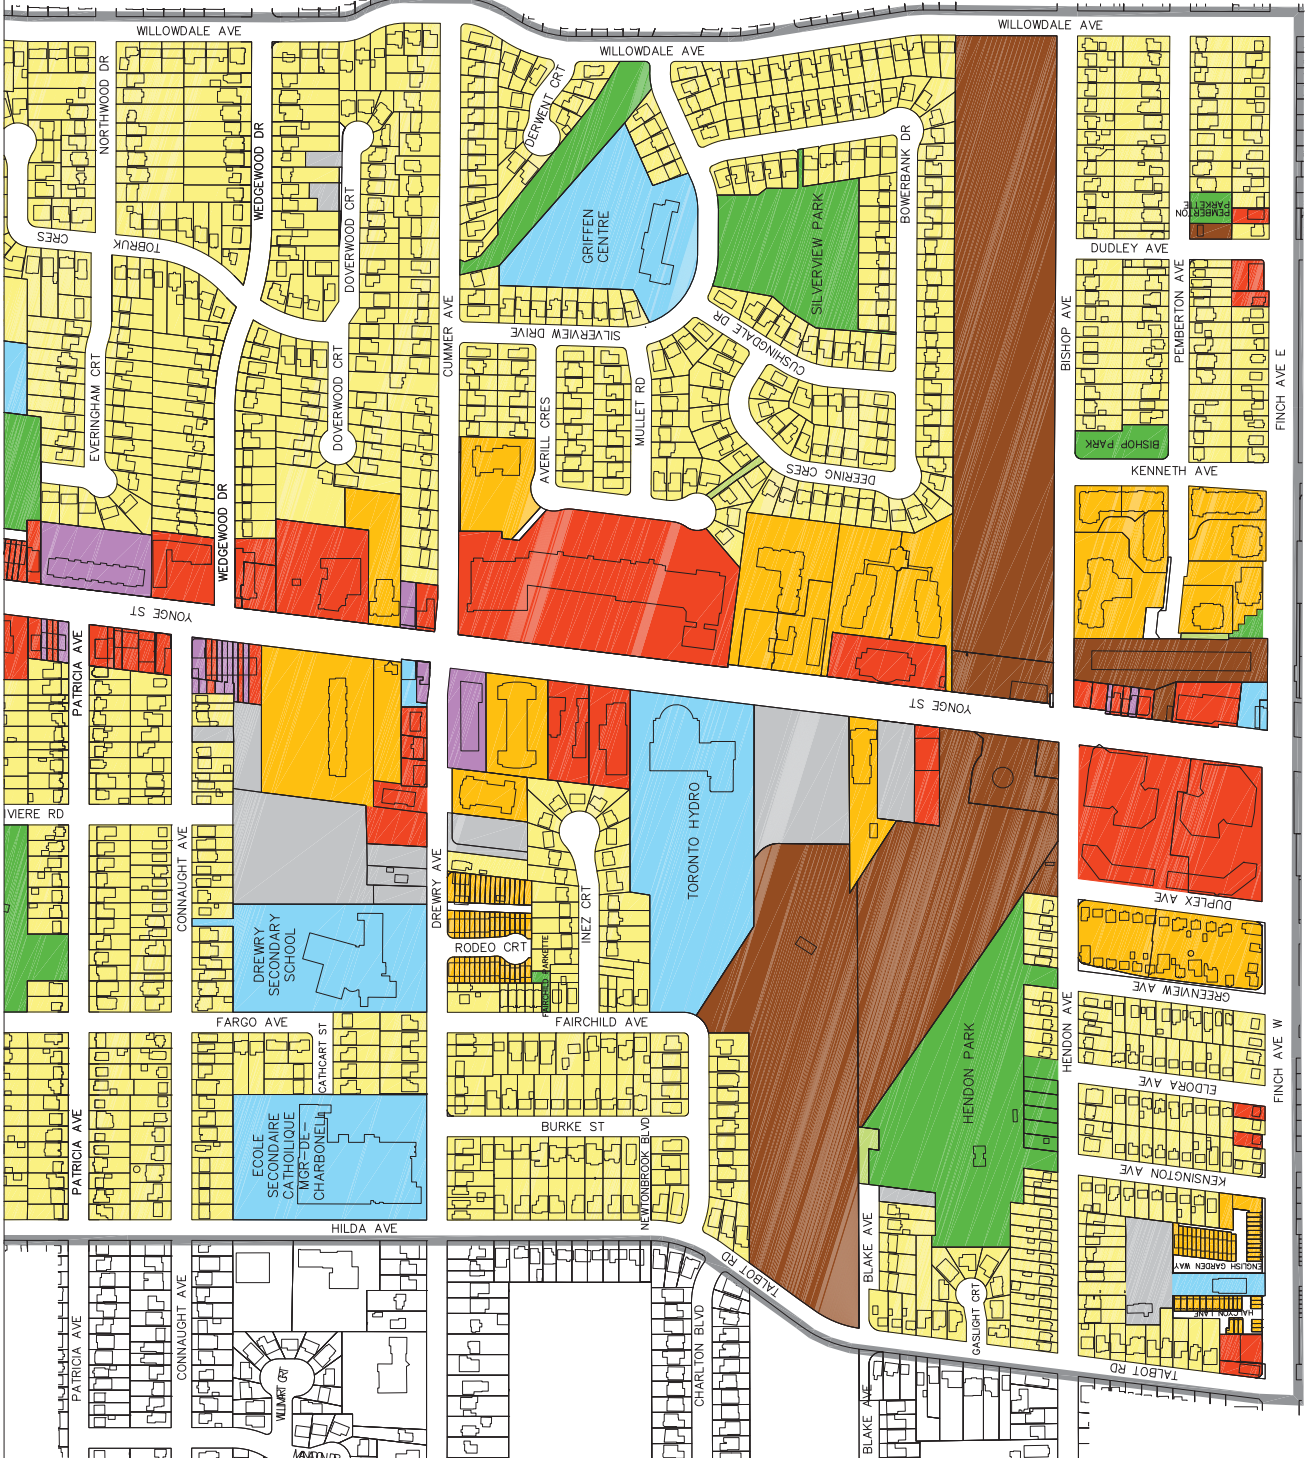 WILLOWDALE AVE
WILLOWDALE AVE
WILLOWDALE AVE
NORTHWOOD DR
WEDGEWOOD DR
DERWENT CRT
BOWERBANK DR
DOVERWOOD CRT
GRIFFEN
CENTRE
SILVERVIEW PARK
PEMBERTON
PARKETTE
CRES
TOBRUK
DUDLEY AVE
CUMMER AVE
SILVERVIEW DRIVE
CUSHINGDALE DR
BISHOP AVE
PEMBERTON AVE
FINCH AVE E
EVERINGHAM CRT
DOVERWOOD CRT
AVERILL CRES
MULLET RD
DEERING CRES
BISHOP PARK
KENNETH AVE
WEDGEWOOD DR
YONGE ST
PATRICIA AVE
YONGE ST
IVIERE RD
CONNAUGHT AVE
DREWRY AVE
TORONTO HYDRO
DUPLEX AVE
DREWRY
SECONDARY
SCHOOL
RODEO CRT
INEZ CRT
FAIRCHILD PARKETTE
GREENVIEW AVE
FARGO AVE
CATHCART ST
FAIRCHILD AVE
HENDON PARK
HENDON AVE
FINCH AVE W
ELDORA AVE
PATRICIA AVE
ECOLE
SECONDAIRE
CATHOILIQUE
MGR-DE-
CHARBONELL
BURKE ST
NEWTONBROOK BLVD
KENSINGTON AVE
HILDA AVE
TALBOT RD
BLAKE AVE
ENGLISH GARDEN WAY
HALCYON LANE
GASLIGHT CRT
TALBOT RD
PATRICIA AVE
CONNAUGHT AVE
CHARLTON BLVD
BLAKE AVE